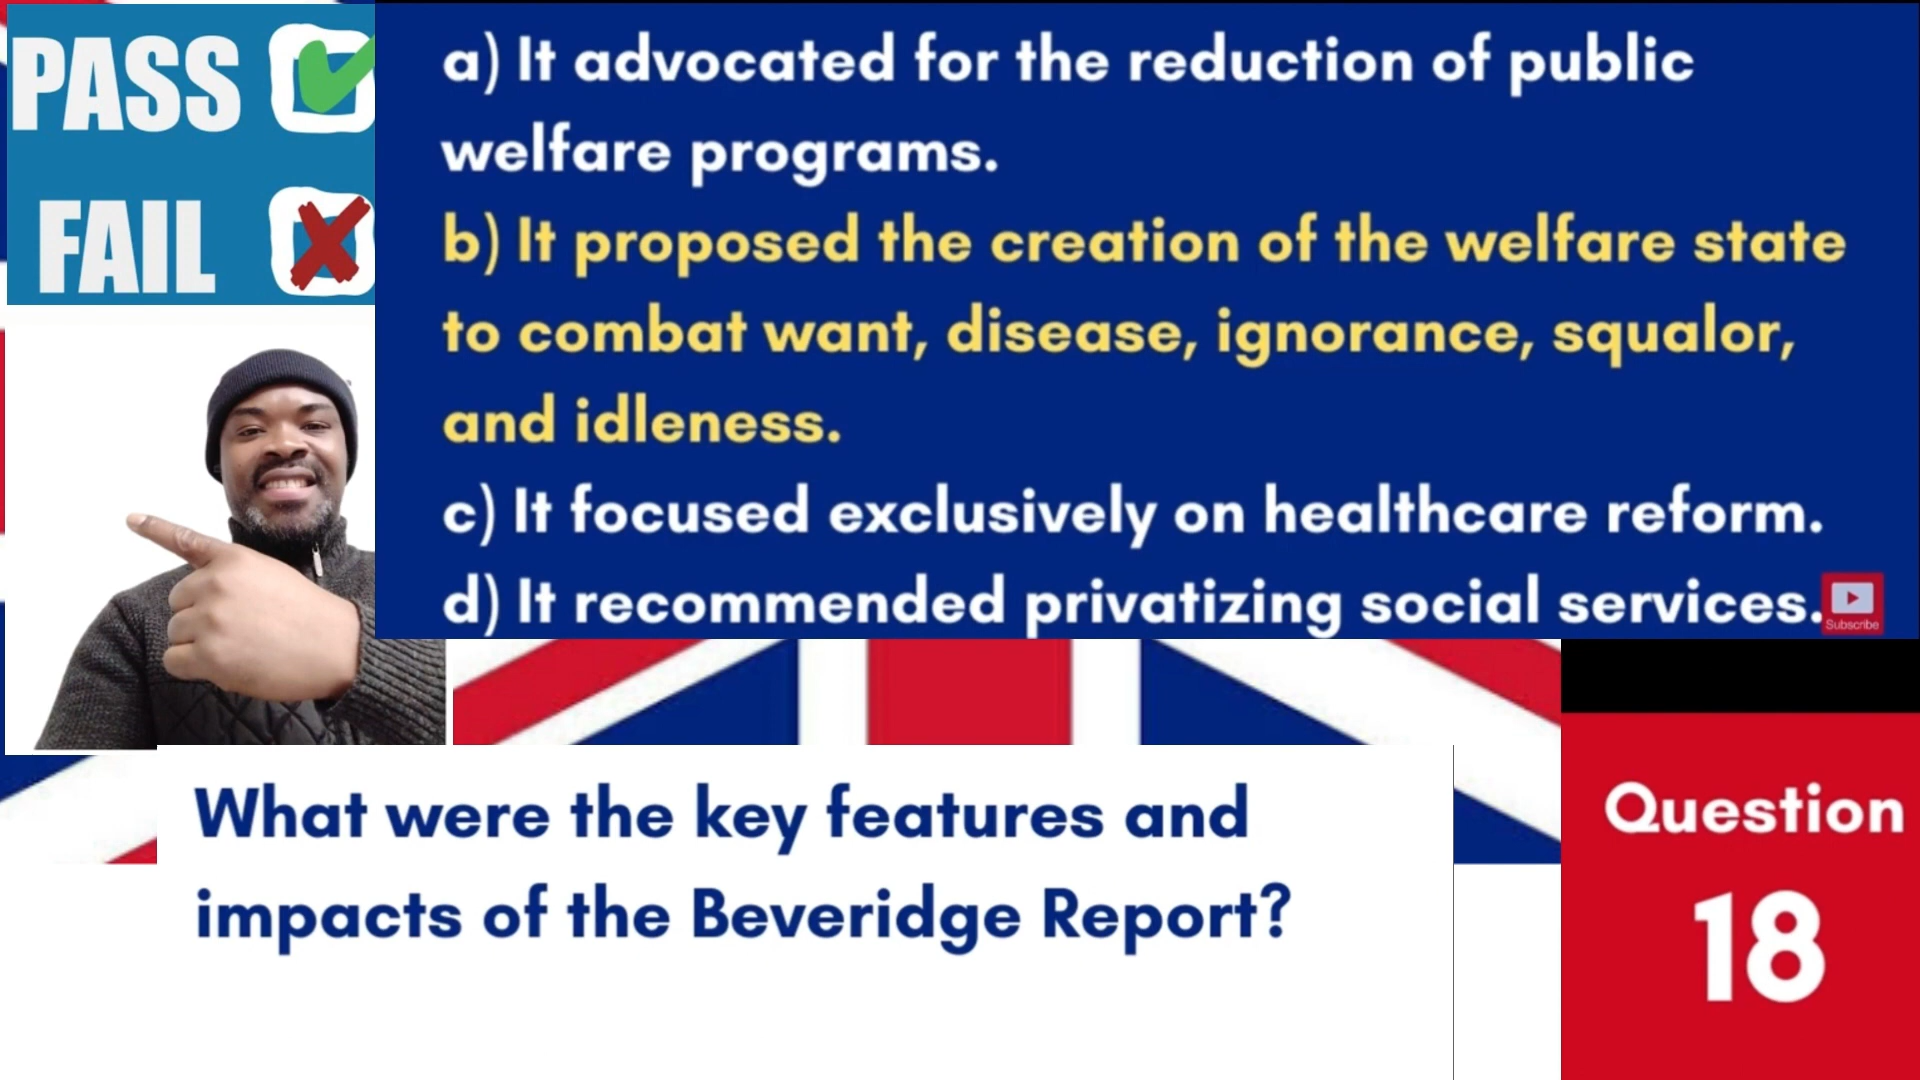 PASS
FAIL
a) It advocated for the reduction of public
welfare programs.
b) It proposed the creation of the welfare state
to combat want, disease, ignorance, squalor,
and idleness.
c) It focused exclusively on healthcare reform.
d) It recommended privatizing social services.
Subscribe
What were the key features and
impacts of the Beveridge Report?
Question
18